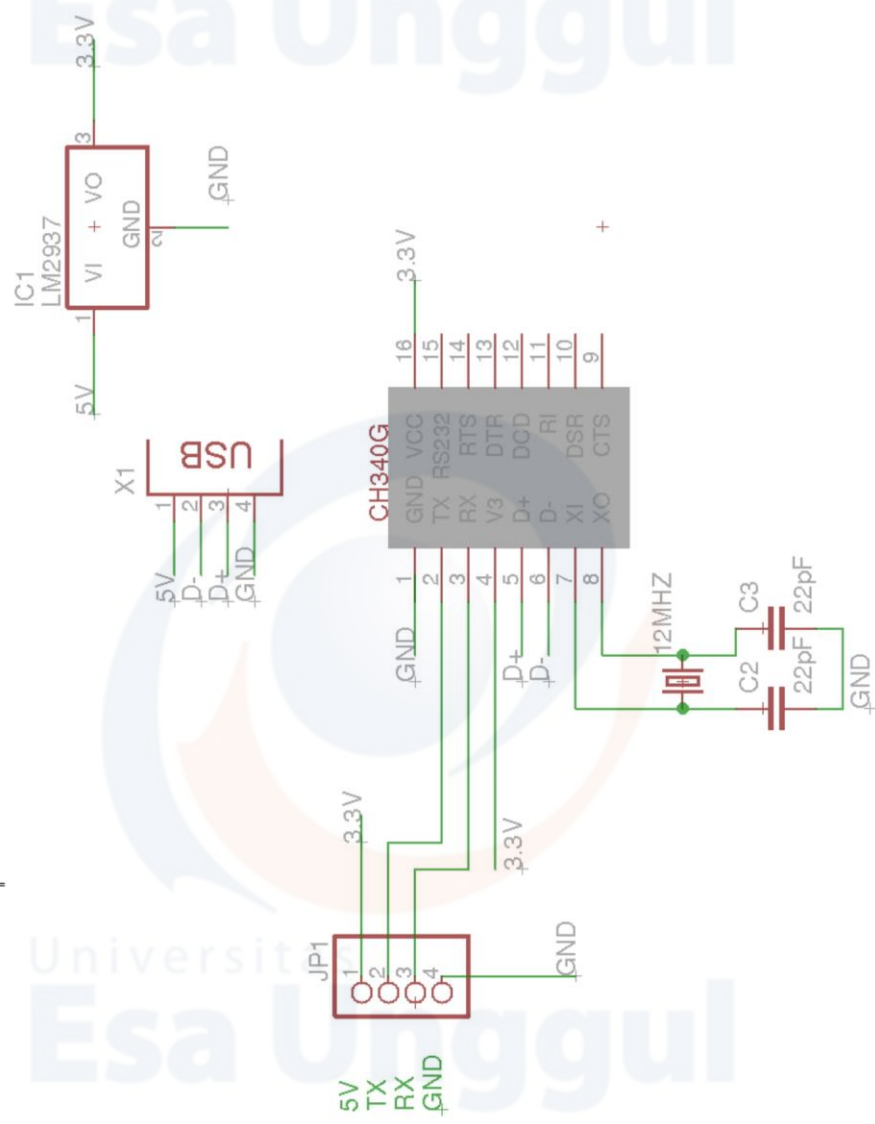 Esa Unggul
3.3V
3
VO
+
VI
GND
2
GND
IC1
LM2937
1
5V
X1
USB
1
2
3
4
5V
D-
D+
GND
3.3V
16
15
14
13
12
11
10
9
CH340G
VCC
RS232
RTS
DTR
DCD
RI
DSR
CTS
GND
TX
RX
V3
D+
D-
XI
XO
1
2
3
4
5
6
7
8
GND
D+
D-
12MHZ
C3
22pF
C2
22pF
GND
3.3V
3.3V
JP1
1
2
3
4
GND
5V
TX
RX
GND
Universitas
Esa Unggul